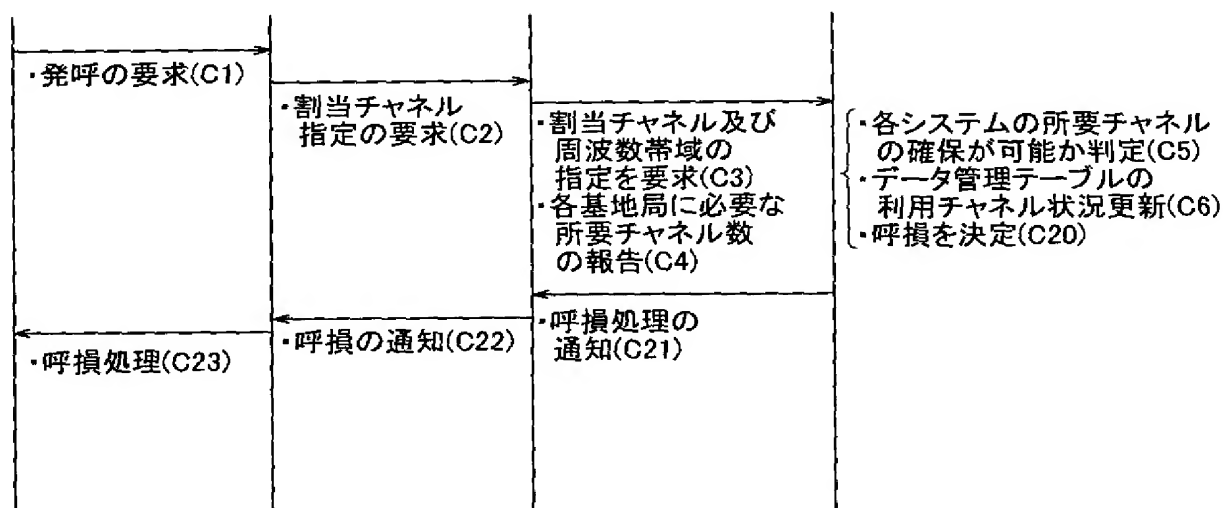 ・発呼の要求(C1)
・割当チャネル
指定の要求(C2)
・割当チャネル及び
周波数帯域の
指定を要求(C3)
・各基地局に必要な
所要チャネル数
の報告(C4)
・各システムの所要チャネル
の確保が可能か判定(C5)
・データ管理テーブルの
利用チャネル状況更新(C6)
・呼損を決定(C20)
・呼損処理の
通知(C21)
・呼損の通知(C22)
・呼損処理(C23)